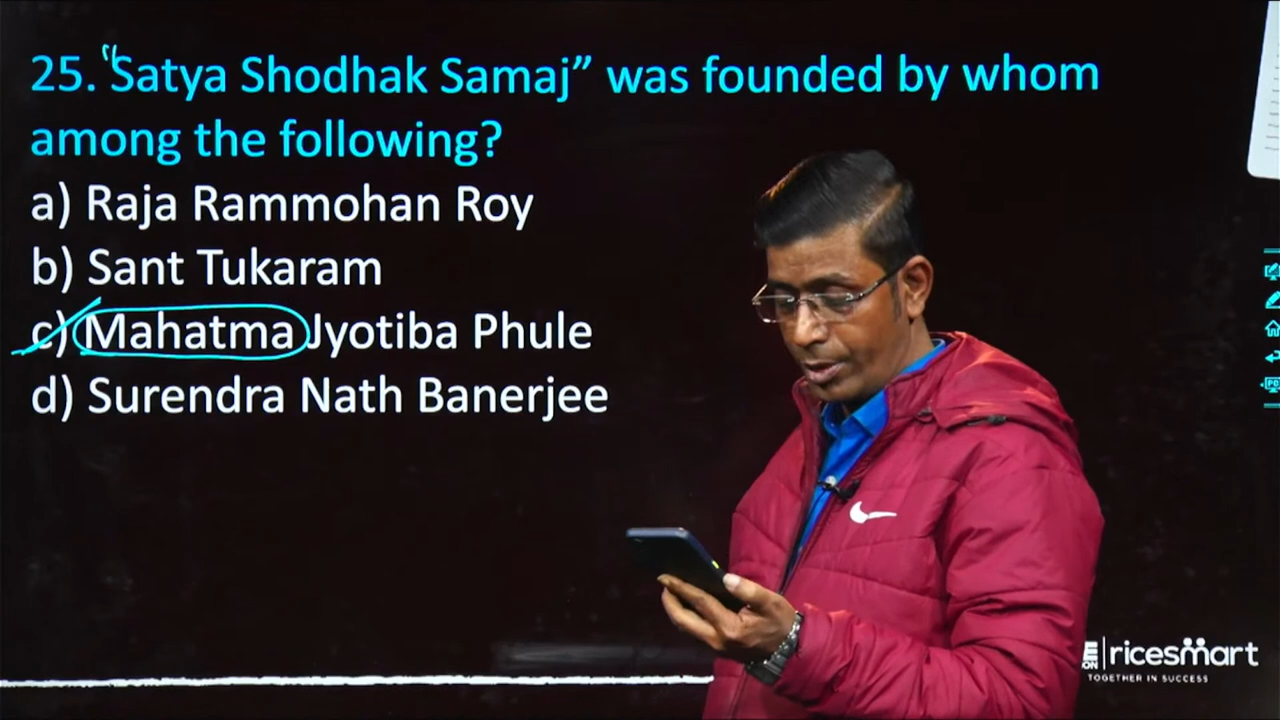 25. “Satya Shodhak Samaj” was founded by whom
among the following?
a) Raja Rammohan Roy
b) Sant Tukaram
c) Mahatma Jyotiba Phule
d) Surendra Nath Banerjee
E
ON
ricesmart
TOGETHER IN SUCCESS